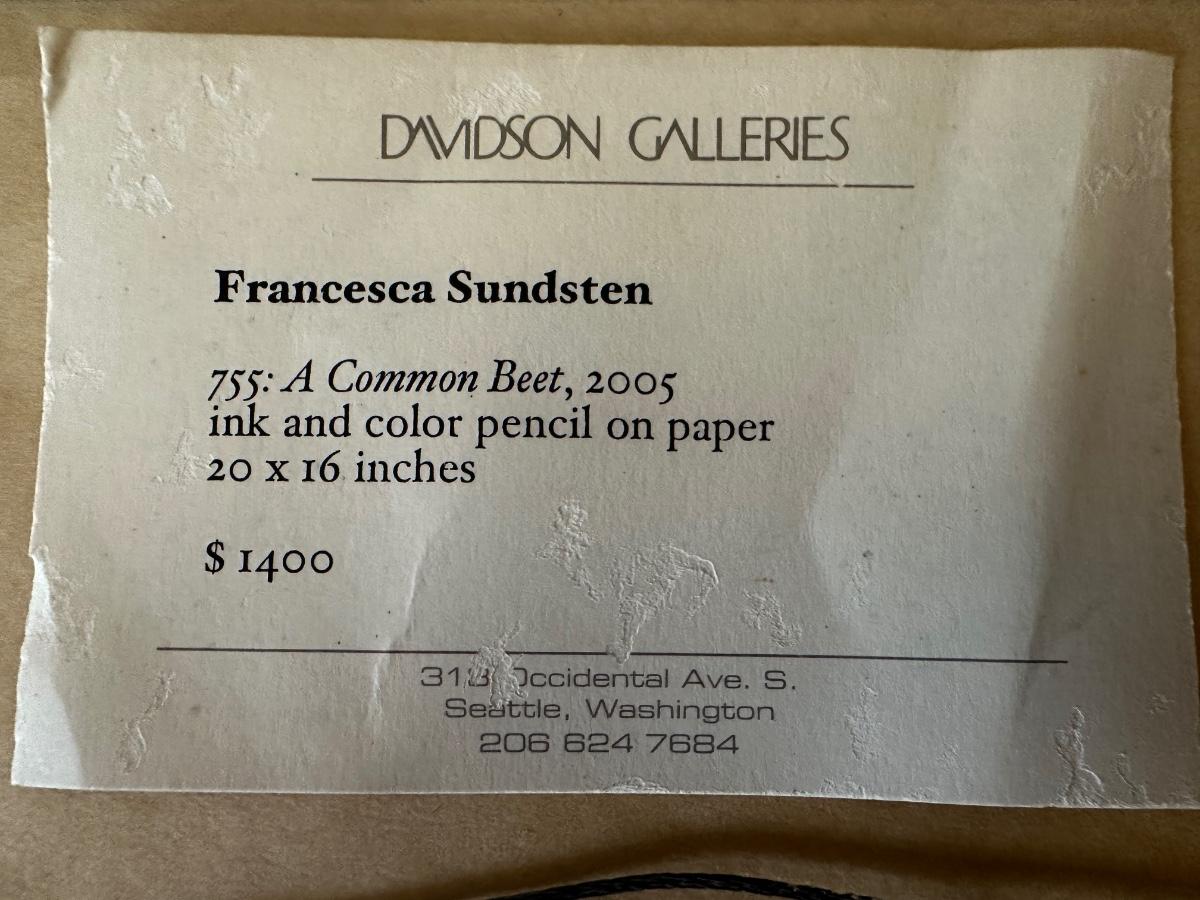 DAVIDSON GALLERIES
Francesca Sundsten
755: A Common Beet, 2005
ink and color pencil on paper
20 x 16 inches
$ 1400
313 Occidental Ave. S.
Seattle, Washington
206 624 7684